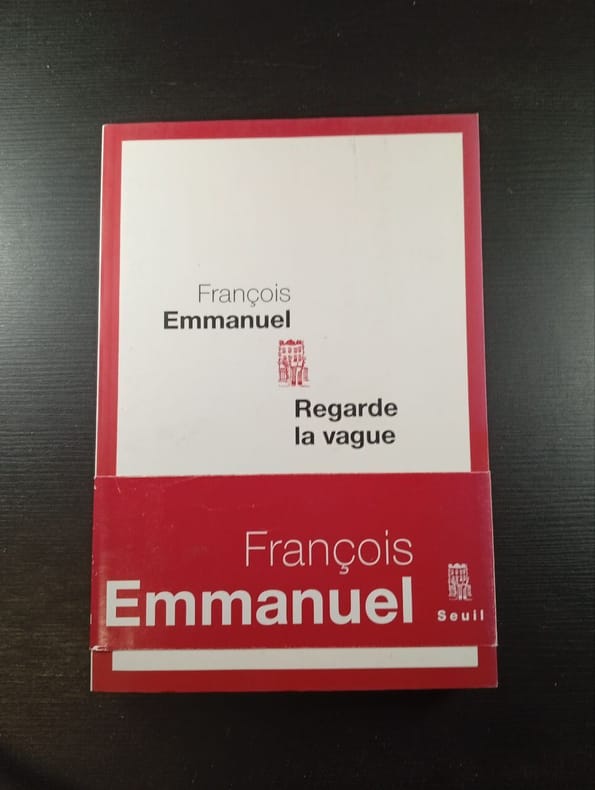 François
Emmanuel
Regarde
la vague
François
Emmanuel
Seuil